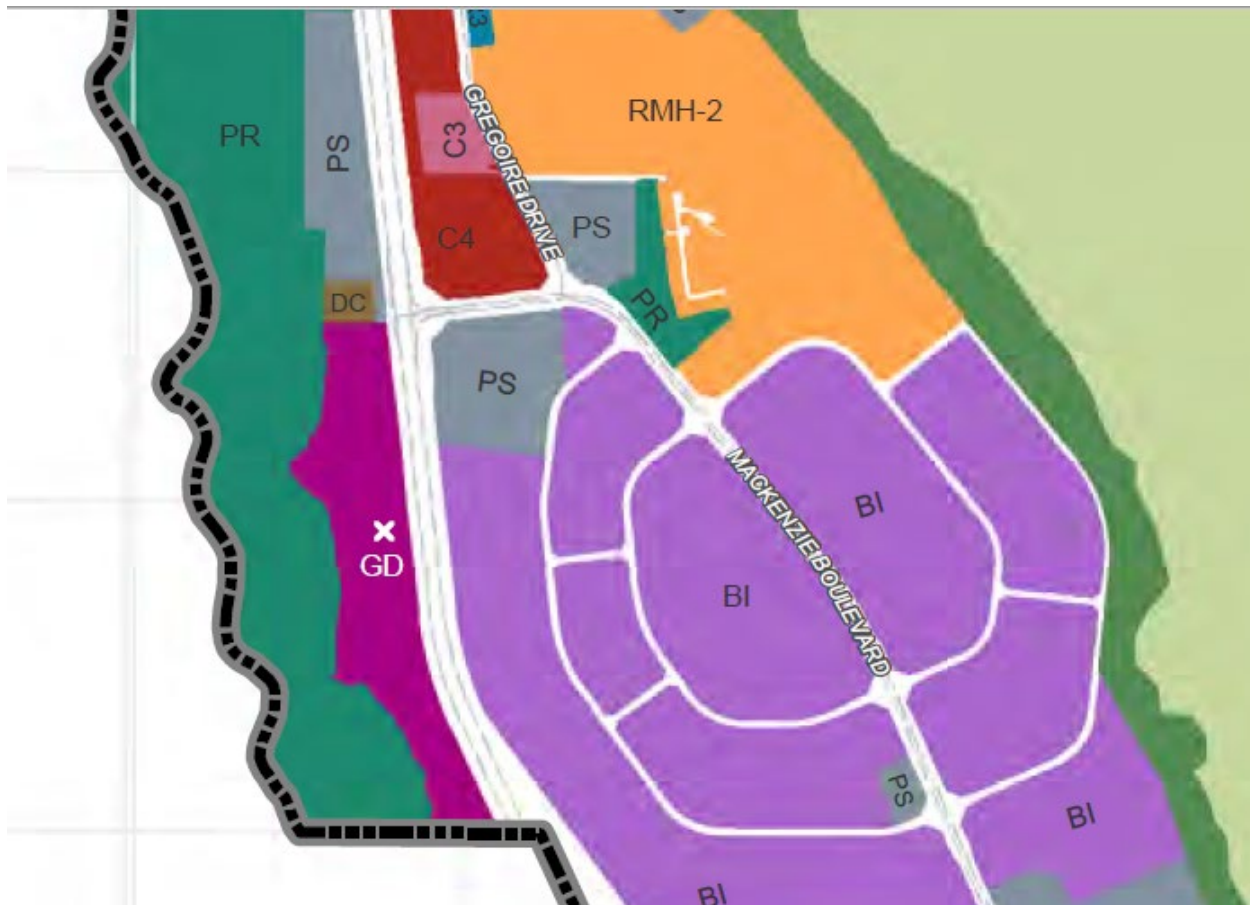 RMH-2
PR
PS
C3
GREGOIRE DRIVE
C4
PS
DC
PR
PS
GD
MACKENZIE BOULEVARD
BI
BI
PS
BI
BI